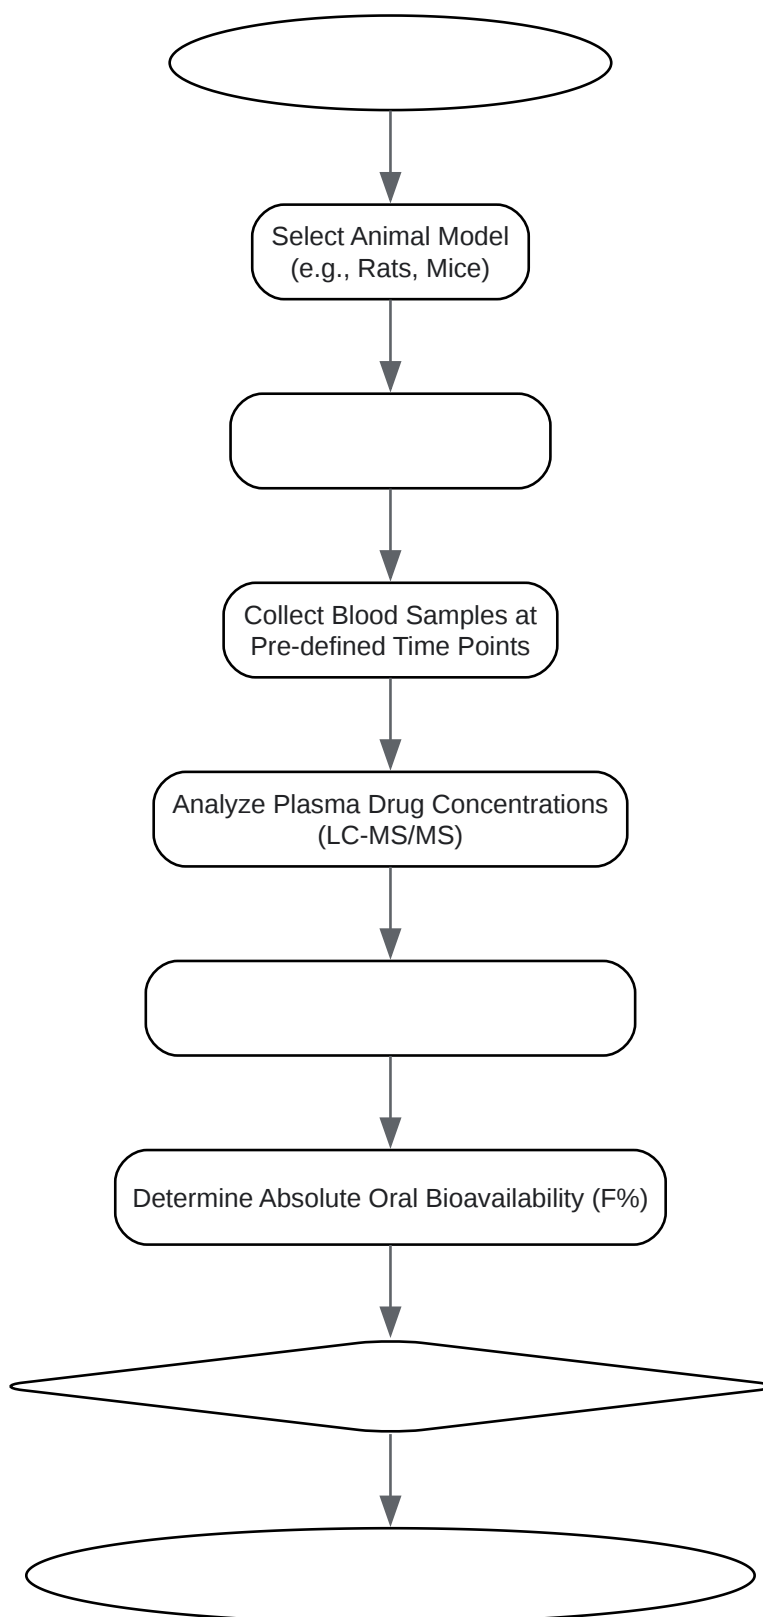 Select Animal Model
(e.g., Rats, Mice)
Collect Blood Samples at
Pre-defined Time Points
Analyze Plasma Drug Concentrations
(LC-MS/MS)
Determine Absolute Oral Bioavailability (F%)